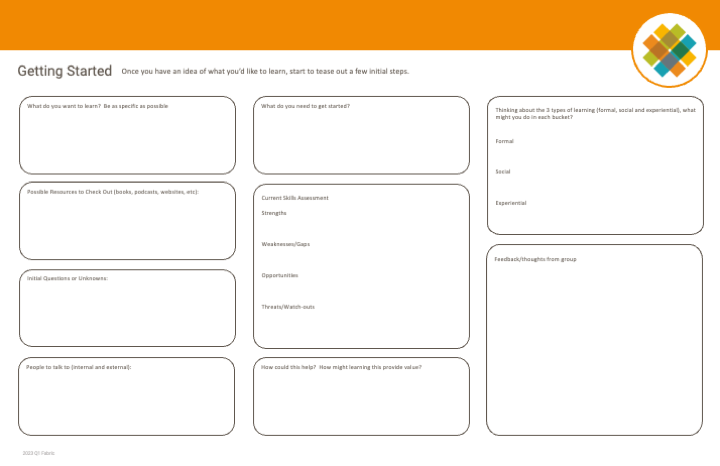 Getting Started Once you have an idea of what you'd like to learn, start to tease out a few initial steps.
What do you want to learn? Be as specific as possible
Possible Resources to Check Out (books, podcasts, websites, etc):
Initial Questions or Unknowns:
People to talk to (internal and external):
What do you need to get started?
Current Skills Assessment
Strengths
Weaknesses/Gaps
Opportunities
Threats/Watch-outs
How could this help? How might learning this provide value?
Thinking about the 3 types of learning (formal, social and experiential), what
might you do in each bucket?
Formal
Social
Experiential
Feedback/thoughts from group
2023 Q1 Fabric